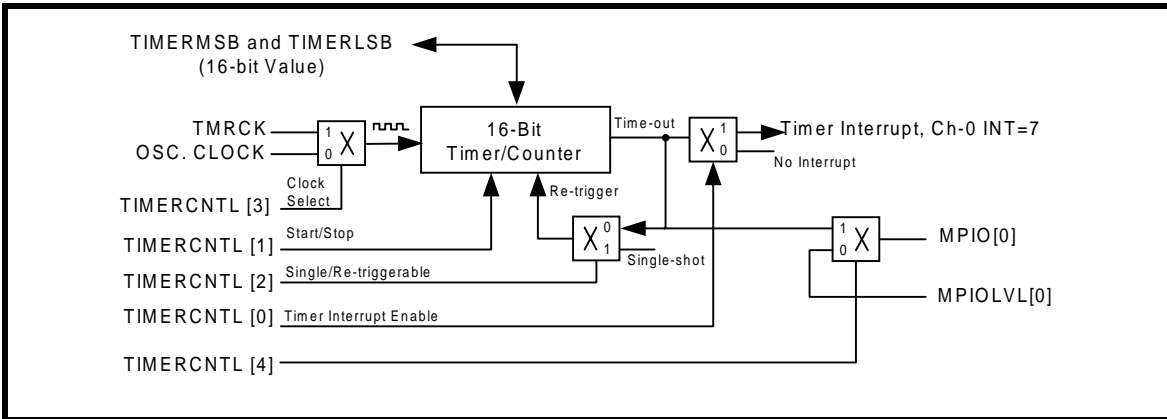 TIMERMSB and TIMERLSB
(16-bit Value)
TMRCK
OSC. CLOCK
1
0
X
16-Bit
Timer/Counter
Time-out
X
1
0
Timer Interrupt, Ch-0 INT=7
No Interrupt
Clock
Select
Re-trigger
TIMERCNTL [3]
TIMERCNTL [1]
Start/Stop
X
0
1
Single-shot
1
0
X
MPIO[0]
TIMERCNTL [2]
Single/Re-triggerable
MPIOLVL[0]
TIMERCNTL [0]
Timer Interrupt Enable
TIMERCNTL [4]